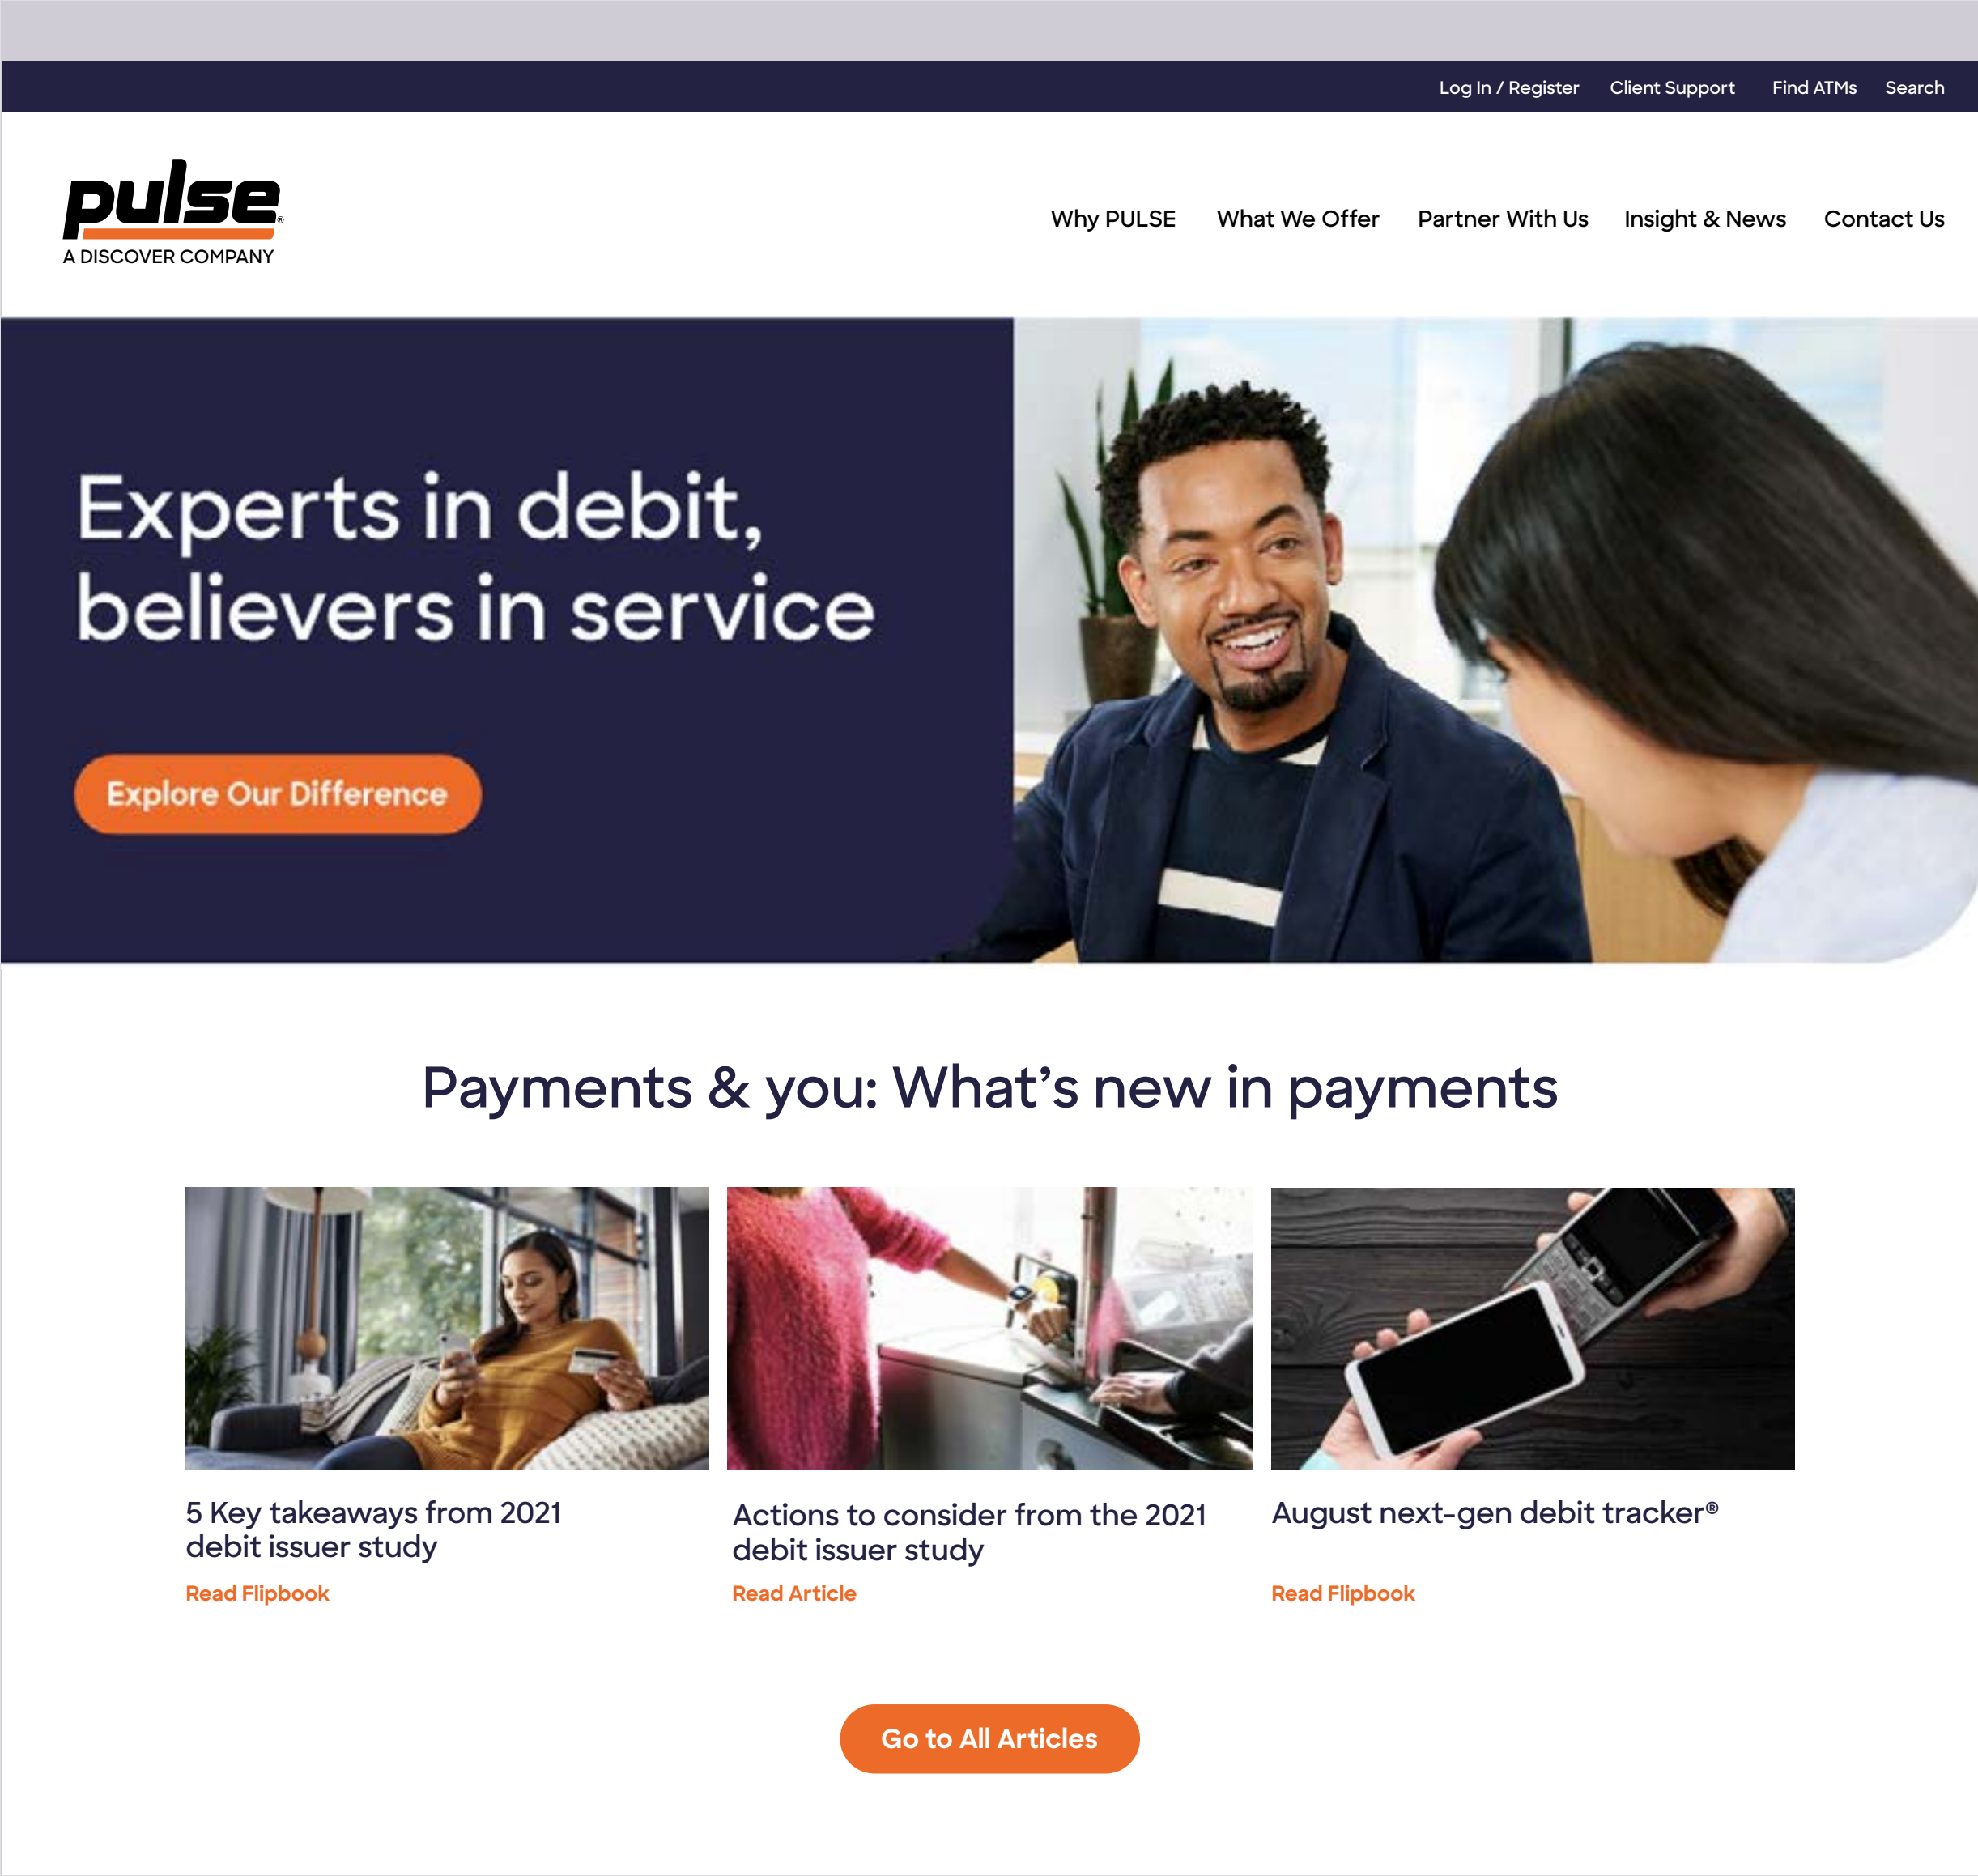 Log In / Register Client Support Find ATMs Search
pulse®
A DISCOVER COMPANY
Why PULSE What We Offer Partner With Us Insight & News Contact Us
Experts in debit,
believers in service
Explore Our Difference
Payments & you: What’s new in payments
5 Key takeaways from 2021
debit issuer study
Read Flipbook
Actions to consider from the 2021
debit issuer study
Read Article
August next-gen debit tracker®
Read Flipbook
Go to All Articles